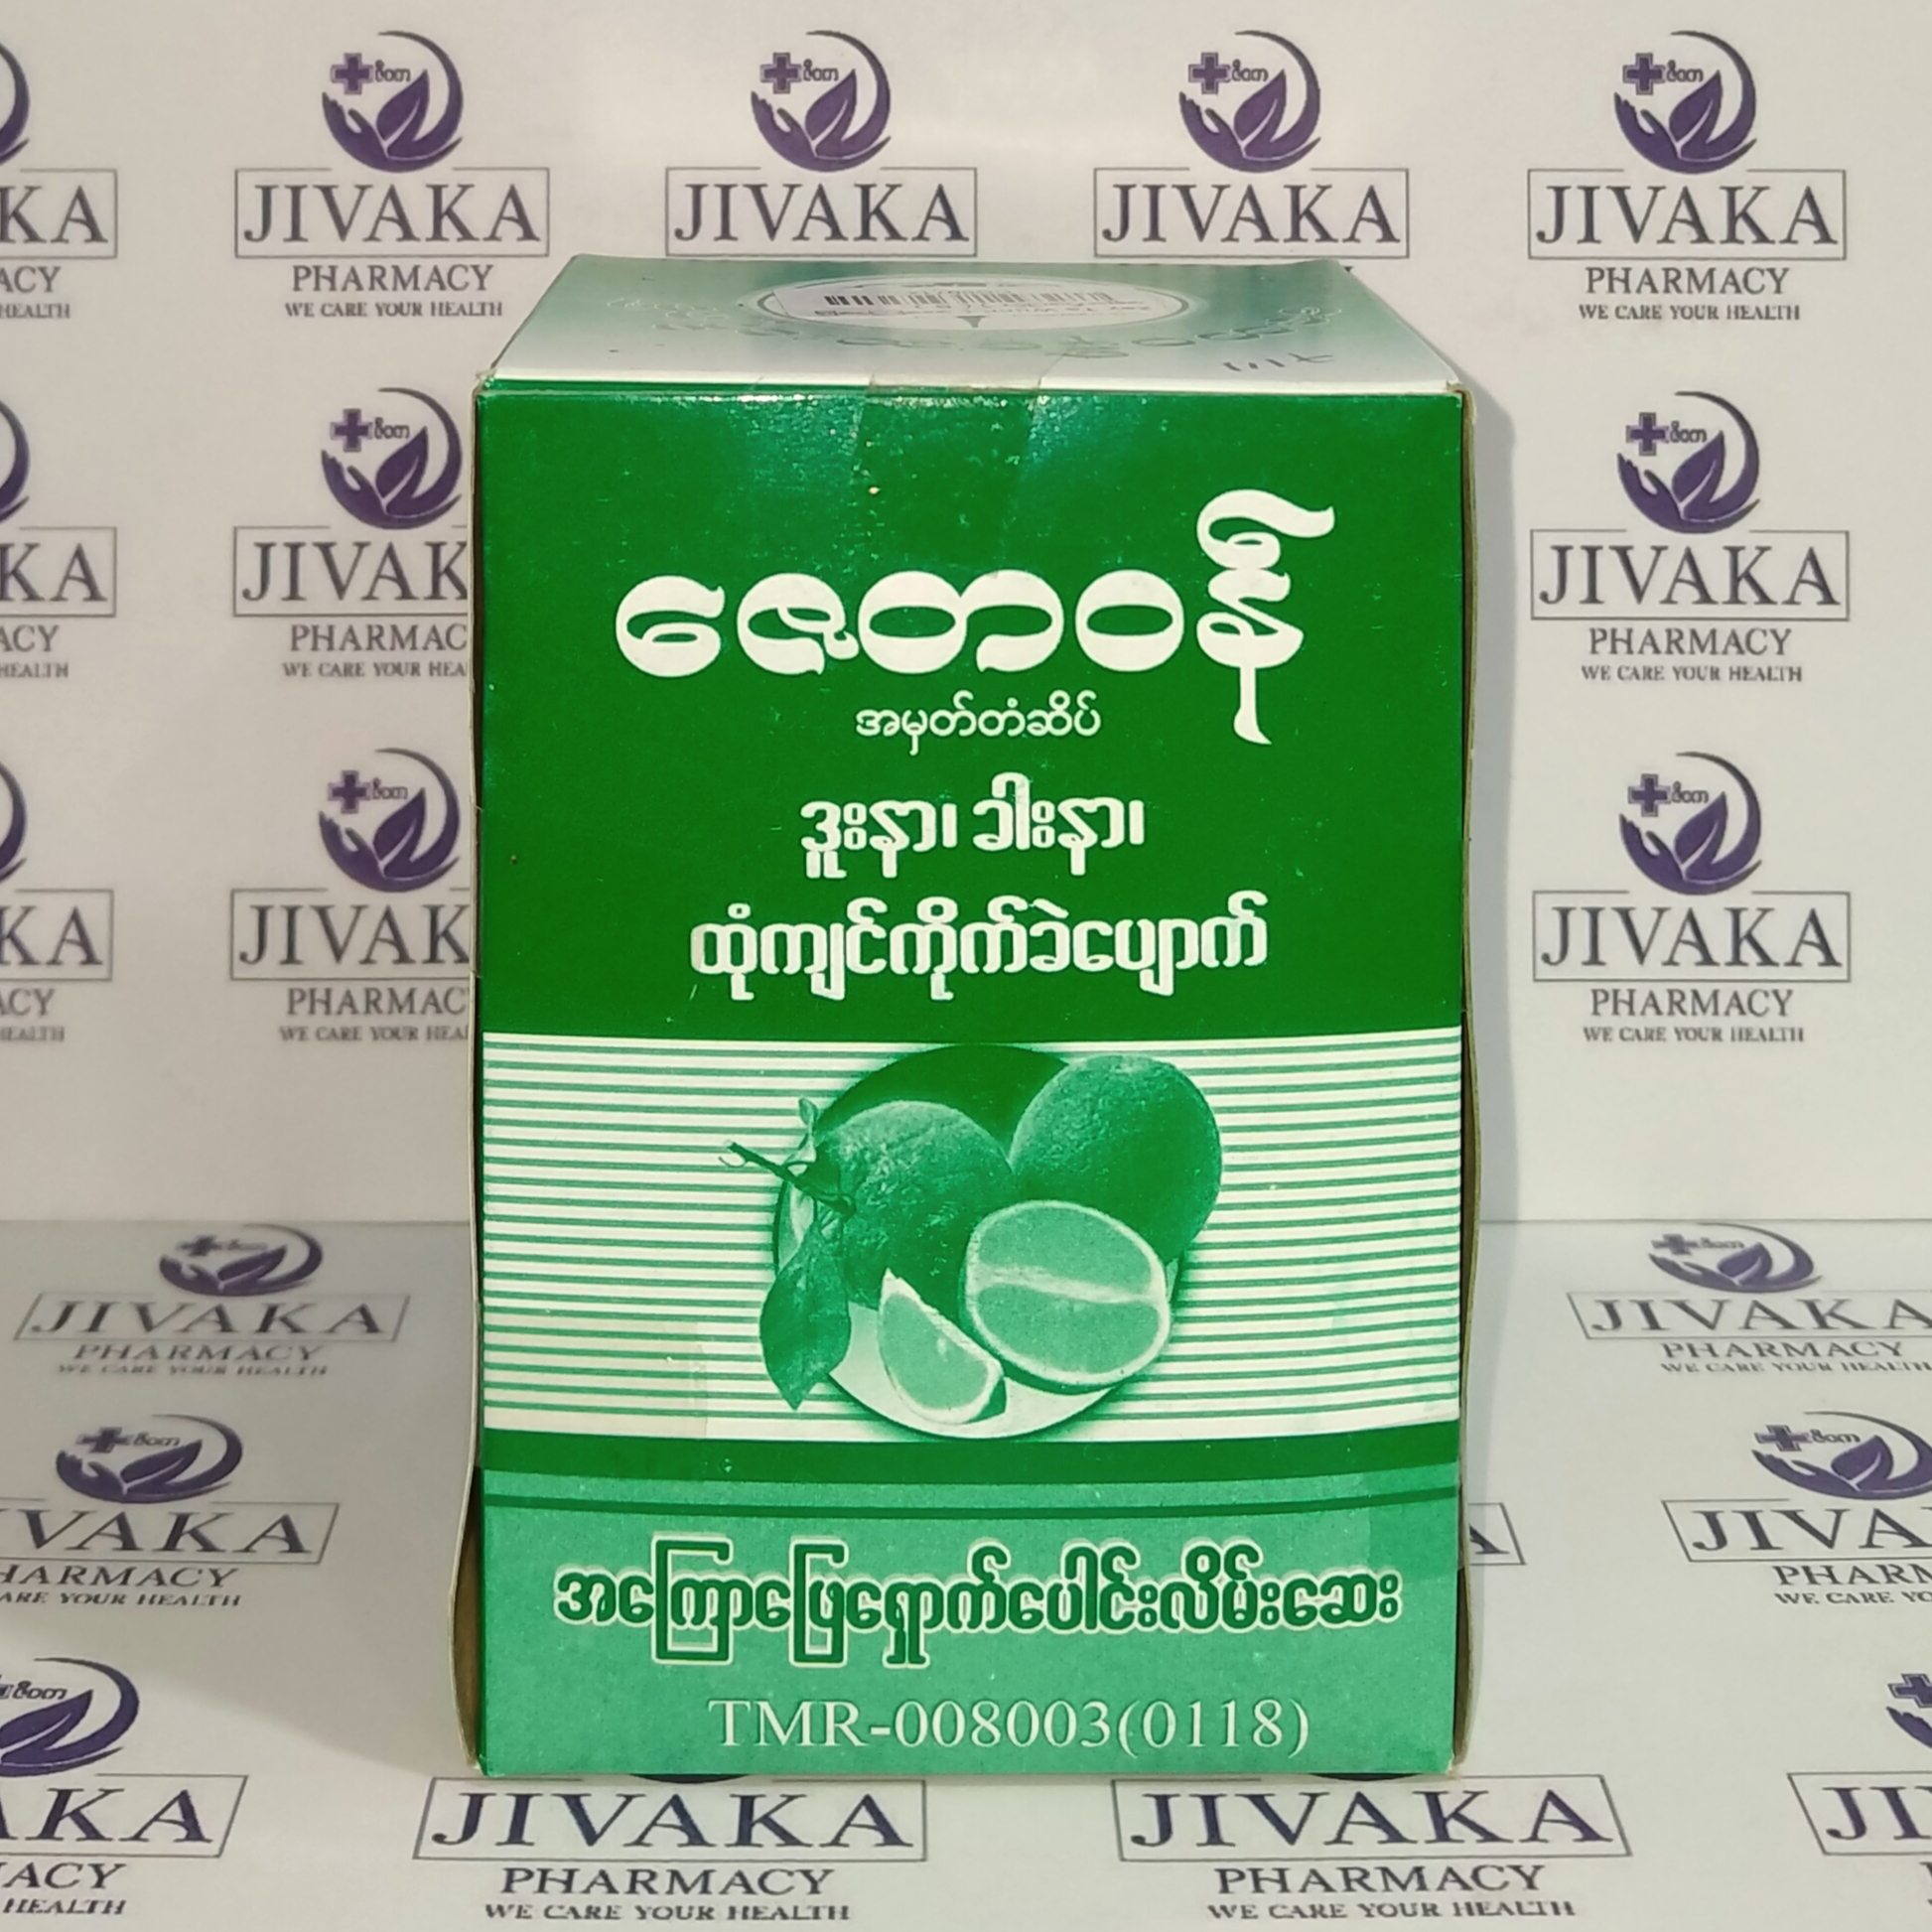 JIVAKA
PHARMACY
WE CARE YOUR HEALTH
ဇေတဝန်
အမှတ်တံဆိပ်
ဒူးနာ၊ ခါးနာ၊
ထုံကျင်ကိုက်ခဲပျောက်
အကြောဖြေရှောက်ပေါင်းလိမ်းဆေး
TMR-008003(0118)